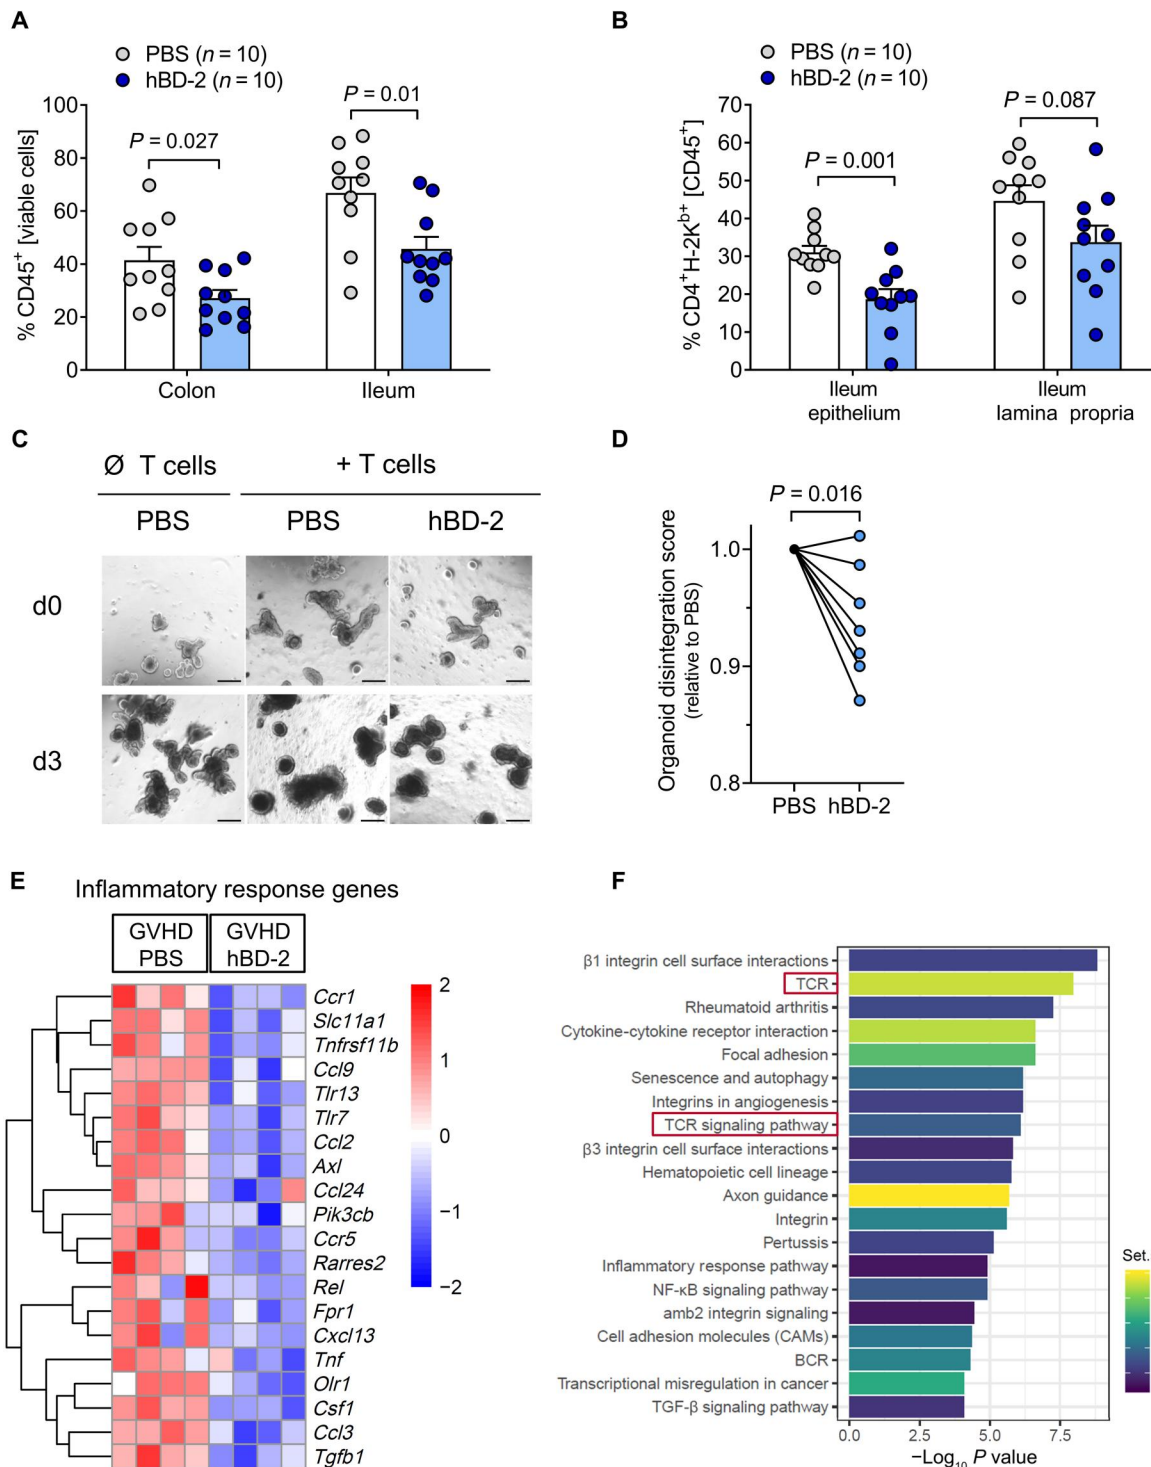 A
PBS (n = 10)
hBD-2 (n = 10)
% CD45⁺ [viable cells]
100
80
60
40
20
0
P = 0.027
P = 0.01
Colon
Ileum
B
PBS (n = 10)
hBD-2 (n = 10)
% CD4⁺H-2Kᵇ⁺ [CD45⁺]
70
60
50
40
30
20
10
0
P = 0.001
P = 0.087
Ileum
epithelium
Ileum
lamina propria
C
Ø T cells
+ T cells
PBS
PBS
hBD-2
d0
d3
D
P = 0.016
Organoid disintegration score
(relative to PBS)
1.0
0.9
0.8
PBS
hBD-2
E
Inflammatory response genes
GVHD
PBS
GVHD
hBD-2
Ccr1
Slc11a1
Tnfrsf11b
Ccl9
Tlr13
Tlr7
Ccl2
Axl
Ccl24
Pik3cb
Ccr5
Rarres2
Rel
Fpr1
Cxcl13
Tnf
Olr1
Csf1
Ccl3
Tgfb1
2
1
0
−1
−2
F
β1 integrin cell surface interactions
TCR
Rheumatoid arthritis
Cytokine-cytokine receptor interaction
Focal adhesion
Senescence and autophagy
Integrins in angiogenesis
TCR signaling pathway
β3 integrin cell surface interactions
Hematopoietic cell lineage
Axon guidance
Integrin
Pertussis
Inflammatory response pathway
NF-κB signaling pathway
amb2 integrin signaling
Cell adhesion molecules (CAMs)
BCR
Transcriptional misregulation in cancer
TGF-β signaling pathway
0.0
2.5
5.0
7.5
−Log₁₀ P value
Set.